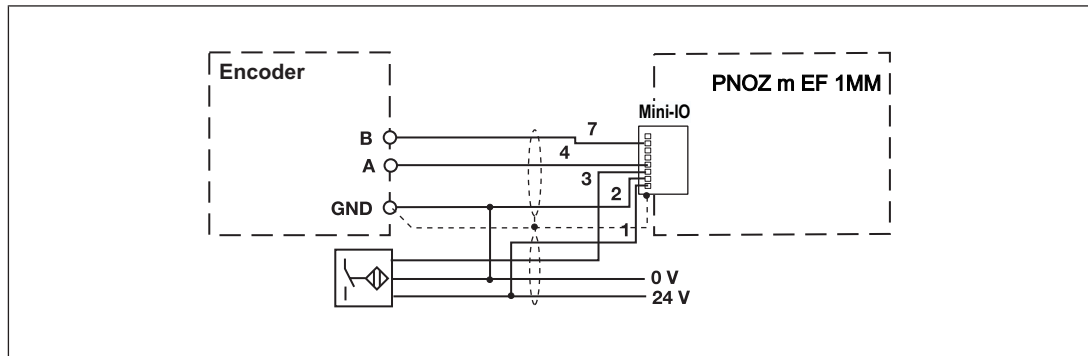 Encoder
PNOZ m EF 1MM
Mini-IO
B
7
A
4
3
2
GND
1
0 V
24 V